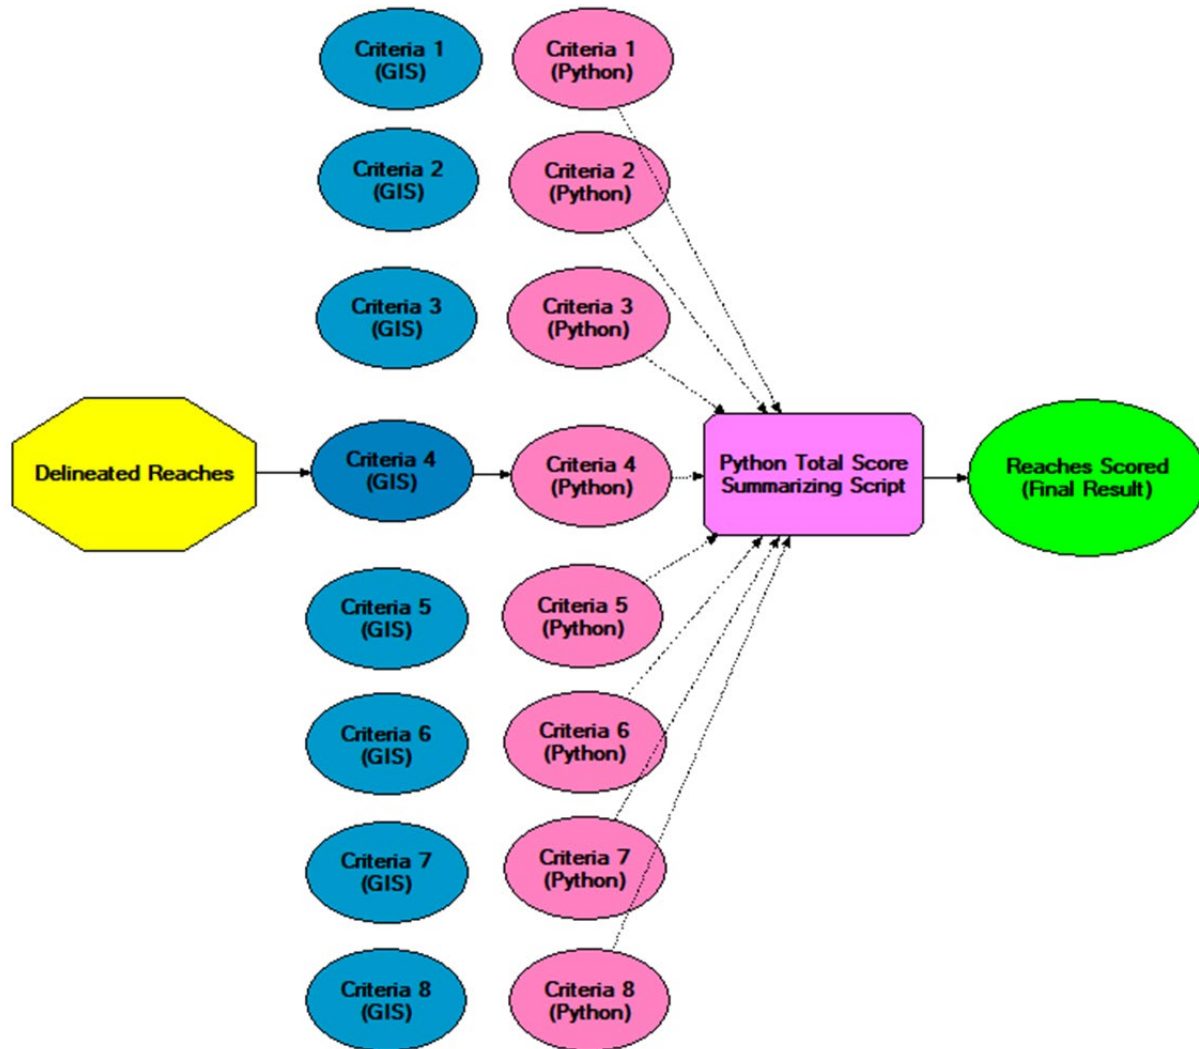 Criteria 1
(GIS)
Criteria 1
(Python)
Criteria 2
(GIS)
Criteria 2
(Python)
Criteria 3
(GIS)
Criteria 3
(Python)
Delineated Reaches
Criteria 4
(GIS)
Criteria 4
(Python)
Python Total Score
Summarizing Script
Reaches Scored
(Final Result)
Criteria 5
(GIS)
Criteria 5
(Python)
Criteria 6
(GIS)
Criteria 6
(Python)
Criteria 7
(GIS)
Criteria 7
(Python)
Criteria 8
(GIS)
Criteria 8
(Python)